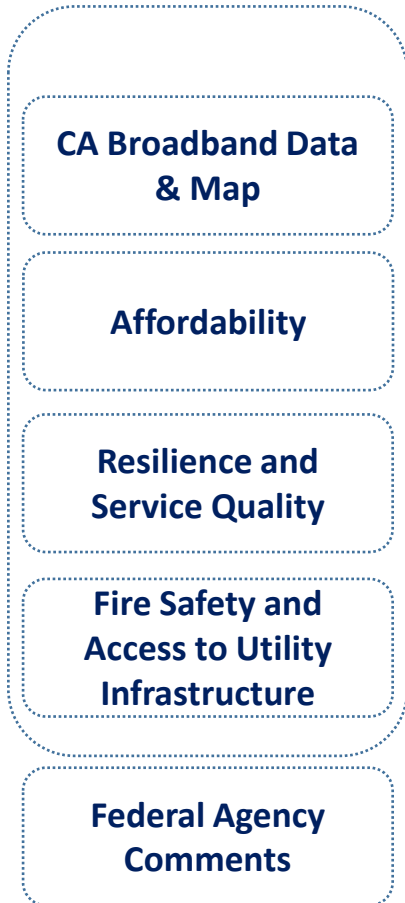 CA Broadband Data
& Map
Affordability
Resilience and
Service Quality
Fire Safety and
Access to Utility
Infrastructure
Federal Agency
Comments